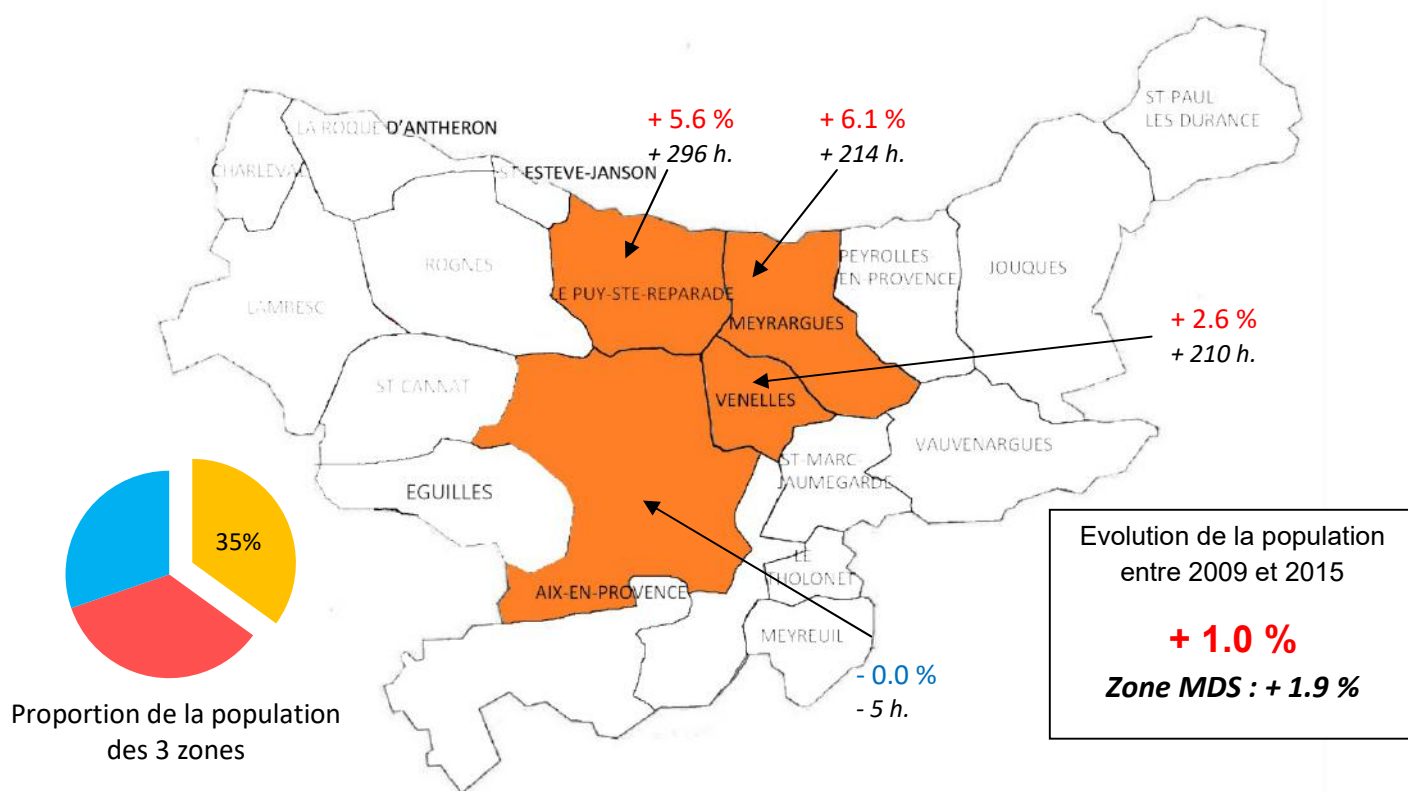 ST PAUL
LES DURANCE
+ 5.6 %
+ 296 h.
+ 6.1 %
+ 214 h.
LA ROQUE D'ANTHERON
CHARLEVAL
ST-ESTEVE-JANSON
PEYROLLES-
EN-PROVENCE
JOUQUES
ROGNES
LE PUY-STE-REPARADE
LAMBESC
MEYRARGUES
+ 2.6 %
+ 210 h.
ST CANNAT
VENELLES
VAUVENARGUES
ST-MARC-
JAUMEGARDE
EGUILLES
35%
LE
THOLONET
AIX-EN-PROVENCE
MEYREUIL
- 0.0 %
- 5 h.
Proportion de la population
des 3 zones
Evolution de la population
entre 2009 et 2015
+ 1.0 %
Zone MDS : + 1.9 %